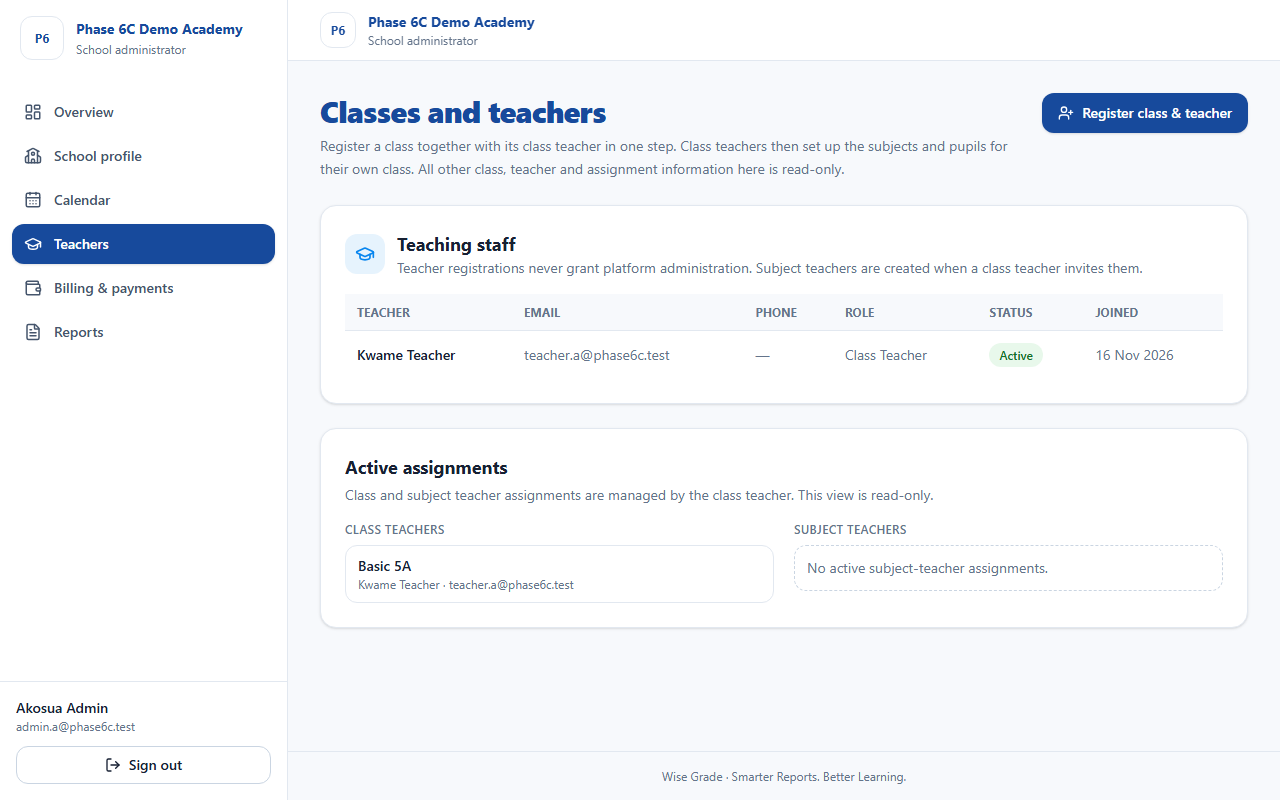 P6
Phase 6C Demo Academy
School administrator
Overview
School profile
Calendar
Teachers
Billing & payments
Reports
Akosua Admin
admin.a@phase6c.test
Sign out
P6
Phase 6C Demo Academy
School administrator
Classes and teachers
Register class & teacher
Register a class together with its class teacher in one step. Class teachers then set up the subjects and pupils for
their own class. All other class, teacher and assignment information here is read-only.
Teaching staff
Teacher registrations never grant platform administration. Subject teachers are created when a class teacher invites them.
TEACHER EMAIL PHONE ROLE STATUS JOINED
Kwame Teacher teacher.a@phase6c.test — Class Teacher Active 16 Nov 2026
Active assignments
Class and subject teacher assignments are managed by the class teacher. This view is read-only.
CLASS TEACHERS
Basic 5A
Kwame Teacher · teacher.a@phase6c.test
SUBJECT TEACHERS
No active subject-teacher assignments.
Wise Grade · Smarter Reports. Better Learning.